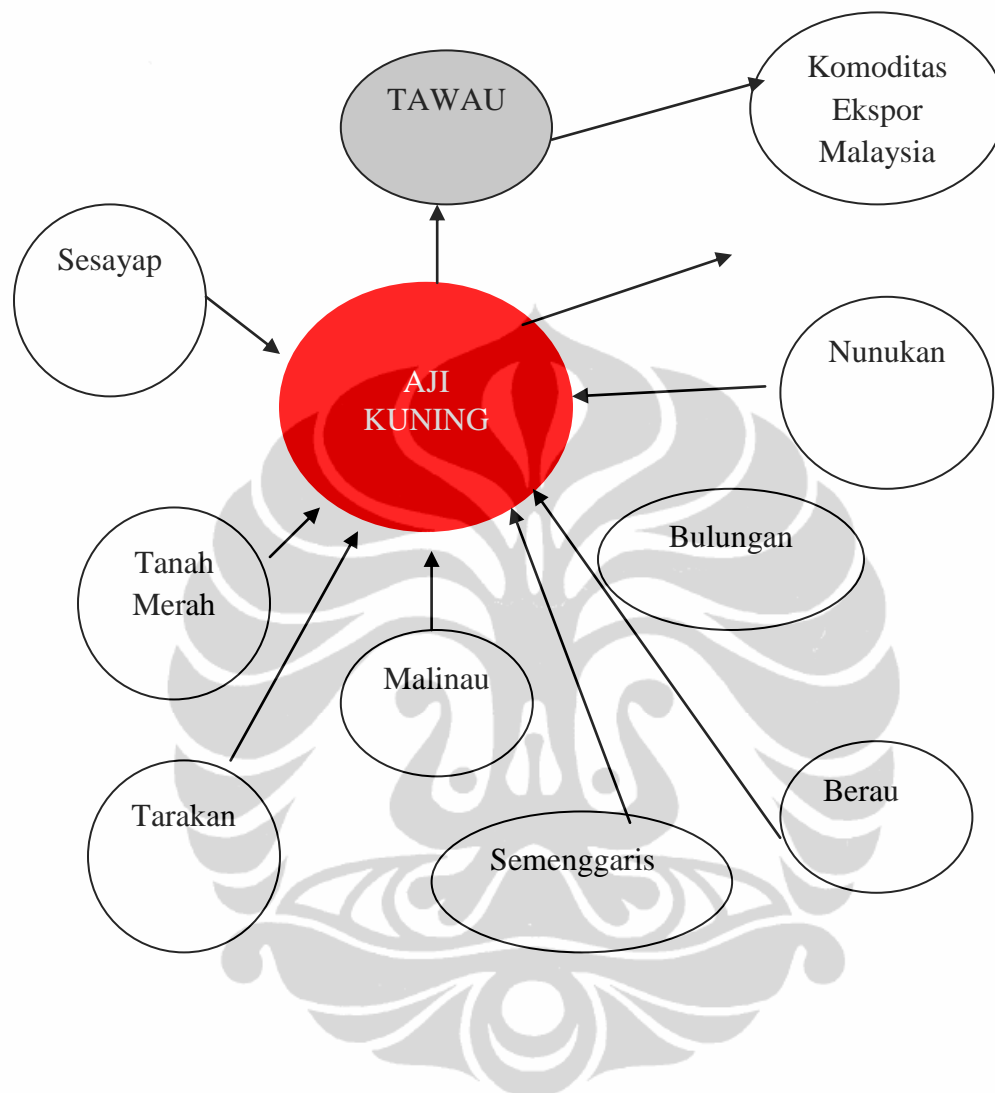 TAWAU
Komoditas
Ekspor
Malaysia
Sesayap
Nunukan
AJI
KUNING
Bulungan
Tanah
Merah
Malinau
Tarakan
Berau
Semenggaris